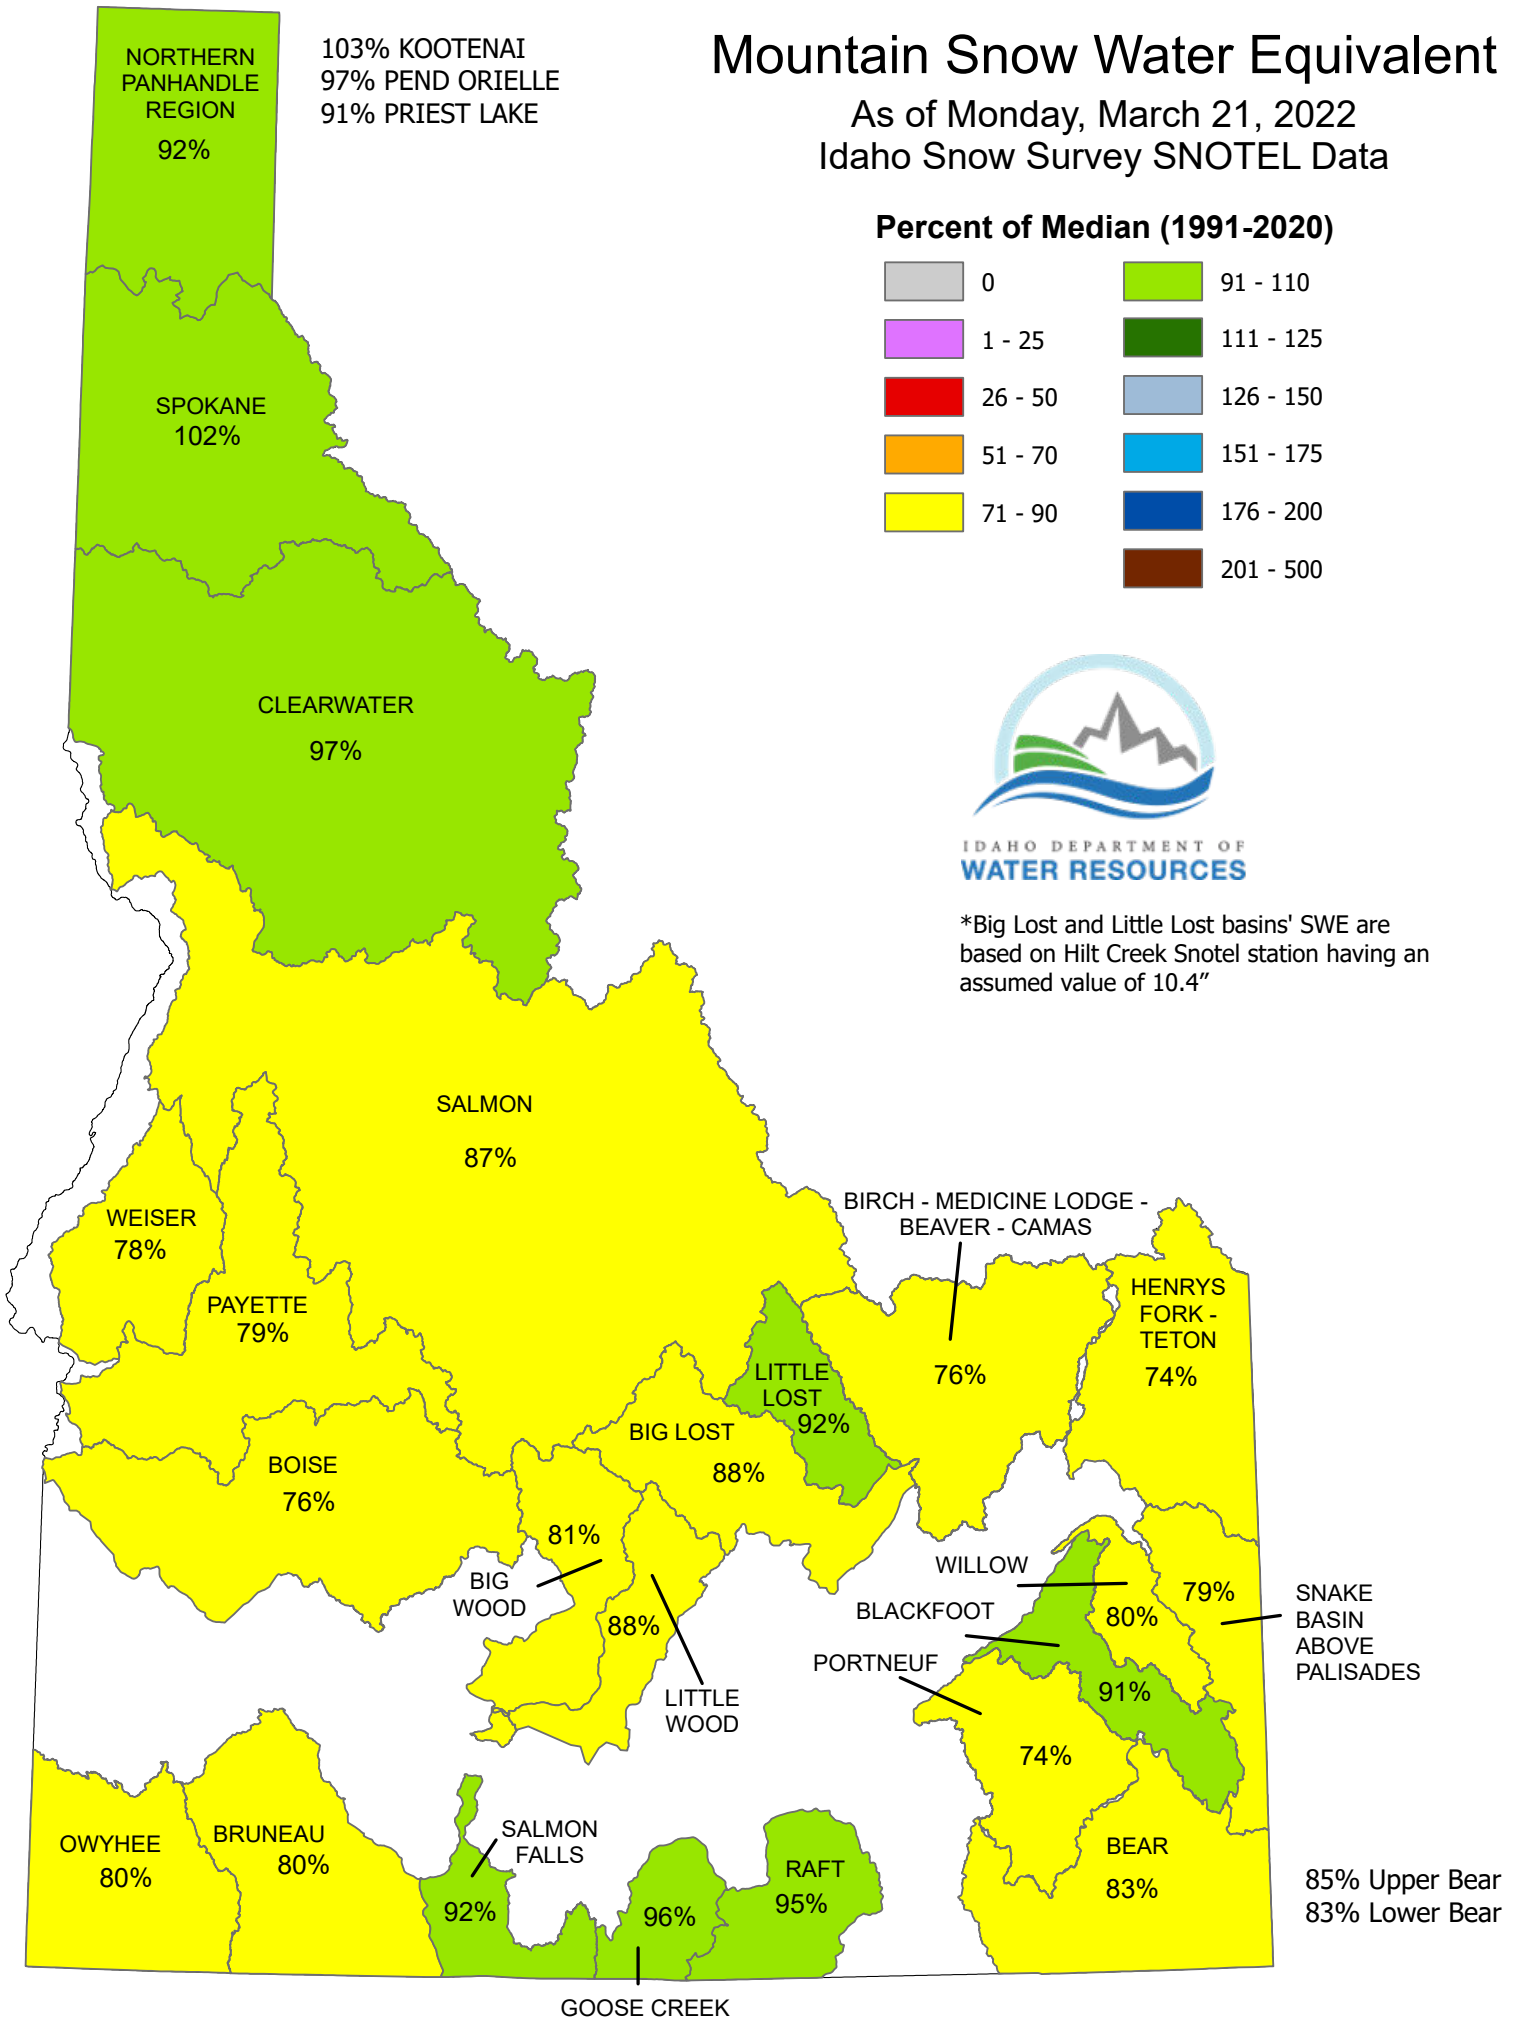 Mountain Snow Water Equivalent
As of Monday, March 21, 2022
Idaho Snow Survey SNOTEL Data
Percent of Median (1991-2020)
0
1 - 25
26 - 50
51 - 70
71 - 90
91 - 110
111 - 125
126 - 150
151 - 175
176 - 200
201 - 500
IDAHO DEPARTMENT OF
WATER RESOURCES
*Big Lost and Little Lost basins' SWE are
based on Hilt Creek Snotel station having an
assumed value of 10.4”
NORTHERN
PANHANDLE
REGION
92%
103% KOOTENAI
97% PEND ORIELLE
91% PRIEST LAKE
SPOKANE
102%
CLEARWATER
97%
SALMON
87%
WEISER
78%
PAYETTE
79%
BOISE
76%
BIRCH - MEDICINE LODGE -
BEAVER - CAMAS
76%
HENRYS
FORK -
TETON
74%
LITTLE
LOST
92%
BIG LOST
88%
81%
BIG
WOOD
88%
LITTLE
WOOD
WILLOW
80%
79%
SNAKE
BASIN
ABOVE
PALISADES
BLACKFOOT
91%
PORTNEUF
74%
BEAR
83%
85% Upper Bear
83% Lower Bear
OWYHEE
80%
BRUNEAU
80%
SALMON
FALLS
92%
96%
GOOSE CREEK
RAFT
95%